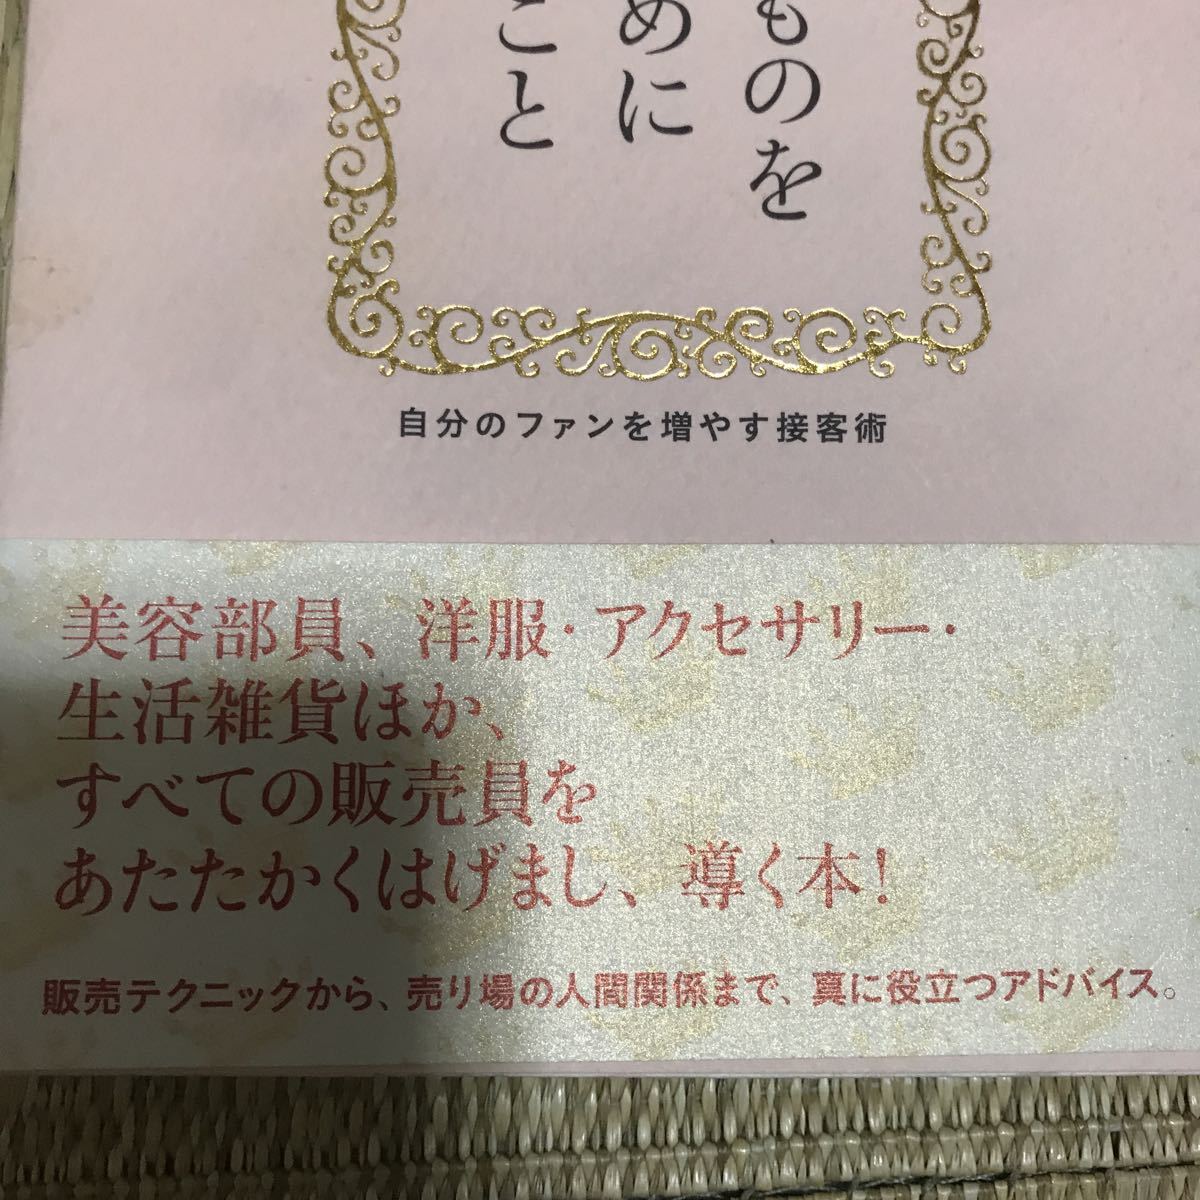 ものを
めに
こと
自分のファンを増やす接客術
美容部員、洋服・アクセサリー・
生活雑貨ほか、
すべての販売員を
あたたかくはげまし、導く本!
販売テクニックから、売り場の人間関係まで、真に役立つアドバイス。